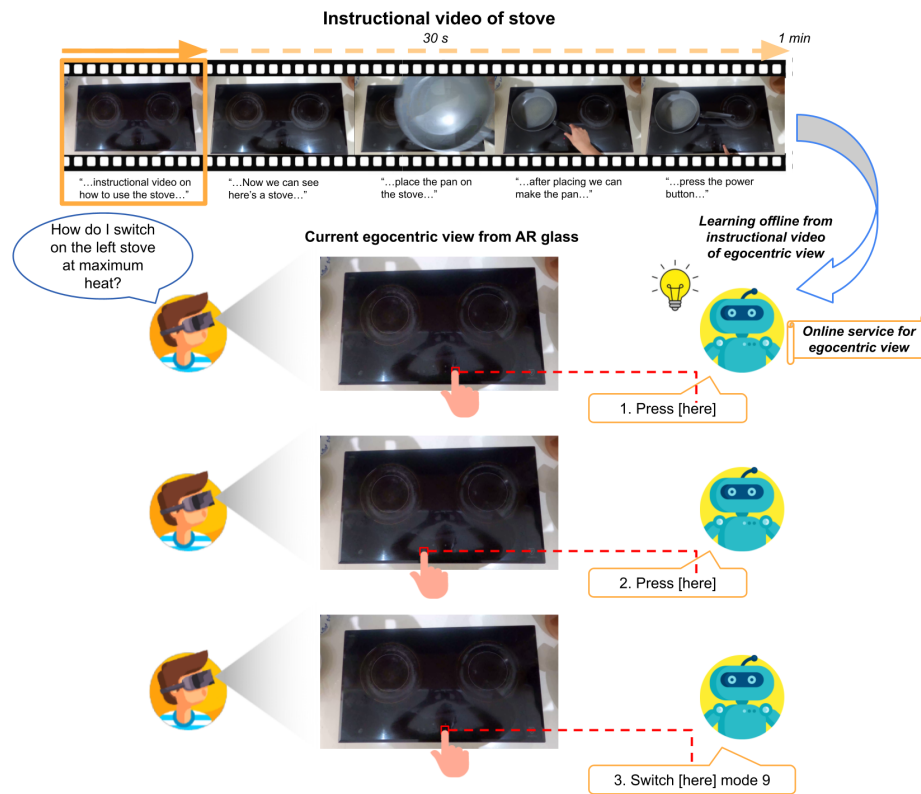 Instructional video of stove
30 s
1 min
“...instructional video on
how to use the stove...”
“...Now we can see
here’s a stove...”
“...place the pan on
the stove...”
“...after placing we can
make the pan...”
“...press the power
button...”
How do I switch
on the left stove
at maximum
heat?
Current egocentric view from AR glass
Learning offline from
instructional video
of egocentric view
Online service for
egocentric view
1. Press [here]
2. Press [here]
3. Switch [here] mode 9